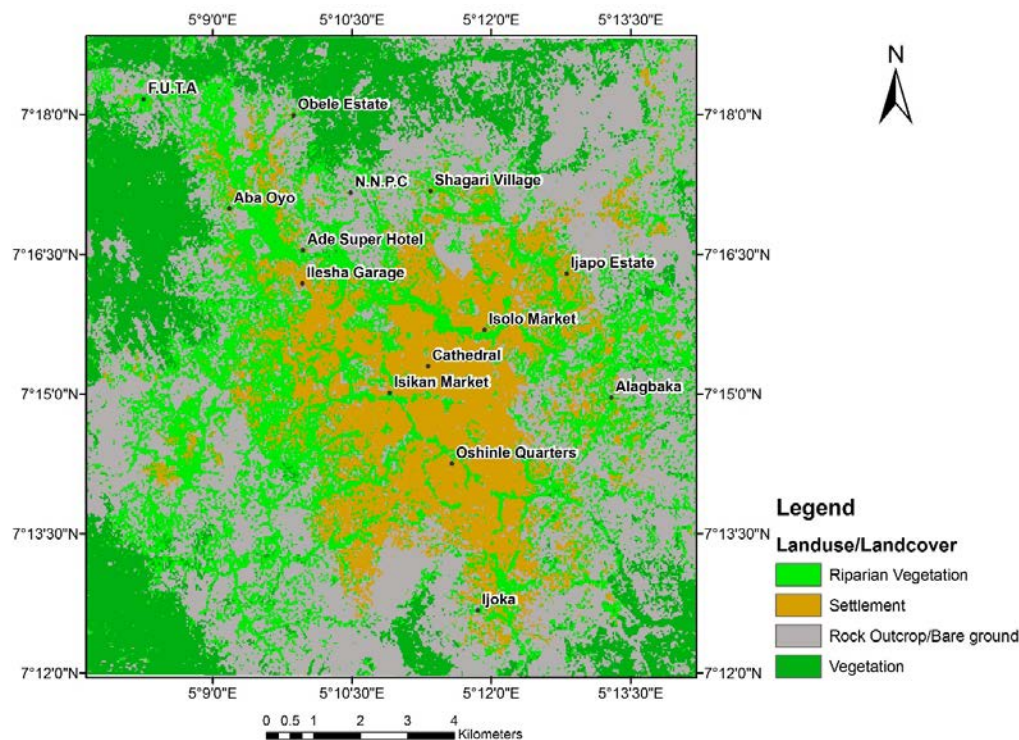 5°9'0"E 5°10'30"E 5°12'0"E 5°13'30"E
N
F.U.T.A
Obele Estate
7°18'0"N 7°18'0"N
N.N.P.C
Shagari Village
Aba Oyo
Ade Super Hotel
7°16'30"N 7°16'30"N
Ijapo Estate
Ilesha Garage
Isolo Market
Cathedral
Isikan Market
Alagbaka
7°15'0"N 7°15'0"N
Oshinle Quarters
7°13'30"N 7°13'30"N
Ijoka
7°12'0"N 7°12'0"N
5°9'0"E 5°10'30"E 5°12'0"E 5°13'30"E
0 0.5 1 2 3 4
Kilometers
Legend
Landuse/Landcover
Riparian Vegetation
Settlement
Rock Outcrop/Bare ground
Vegetation